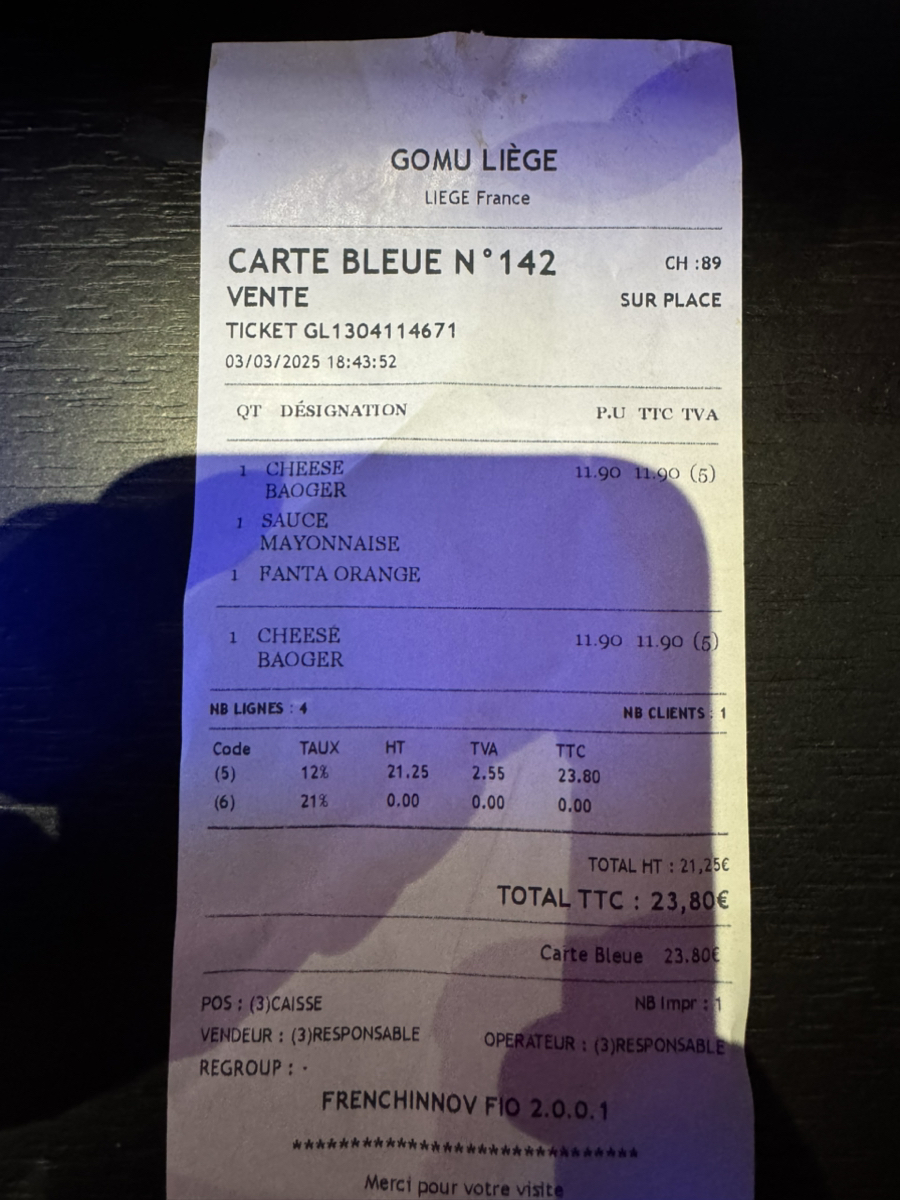 GOMU LIÈGE
LIEGE France
CARTE BLEUE N°142 CH :89
VENTE SUR PLACE
TICKET GL1304114671
03/03/2025 18:43:52
QT DÉSIGNATION P.U TTC TVA
1 CHEESE 11.90 11.90 (5)
BAOGER
1 SAUCE
MAYONNAISE
1 FANTA ORANGE
1 CHEESE 11.90 11.90 (5)
BAOGER
NB LIGNES : 4 NB CLIENTS : 1
Code TAUX HT TVA TTC
(5) 12% 21.25 2.55 23.80
(6) 21% 0.00 0.00 0.00
TOTAL HT : 21,25€
TOTAL TTC : 23,80€
Carte Bleue 23.80€
POS : (3)CAISSE NB Impr : 1
VENDEUR : (3)RESPONSABLE OPERATEUR : (3)RESPONSABLE
REGROUP : -
FRENCHINNOV FIO 2.0.0.1
*****************************
Merci pour votre visite